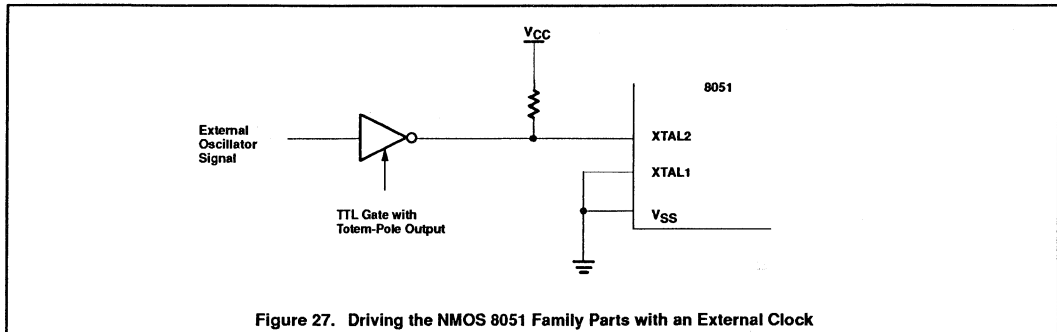 VCC
8051
External
Oscillator
Signal
XTAL2
XTAL1
TTL Gate with
Totem-Pole Output
VSS
Figure 27. Driving the NMOS 8051 Family Parts with an External Clock